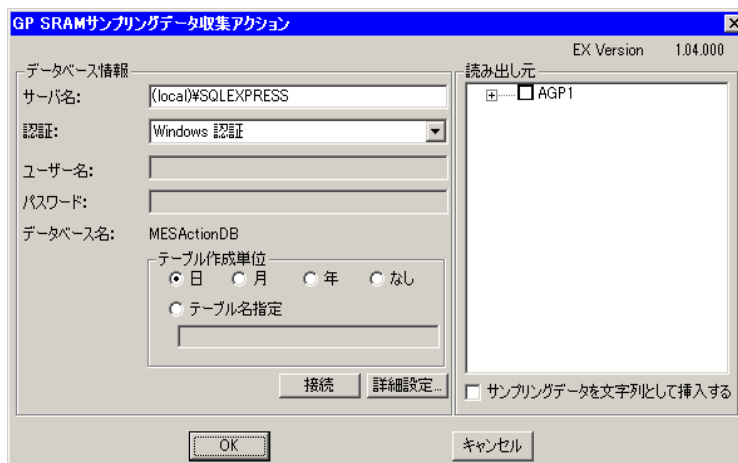 GP SRAMサンプリングデータ収集アクション
EX Version 1.04.000
データベース情報
サーバ名: (local)¥SQLEXPRESS
認証: Windows 認証
ユーザー名:
パスワード:
データベース名: MESActionDB
テーブル作成単位
日 月 年 なし
テーブル名指定
接続 詳細設定...
読み出し元
AGP1
サンプリングデータを文字列として挿入する
OK キャンセル